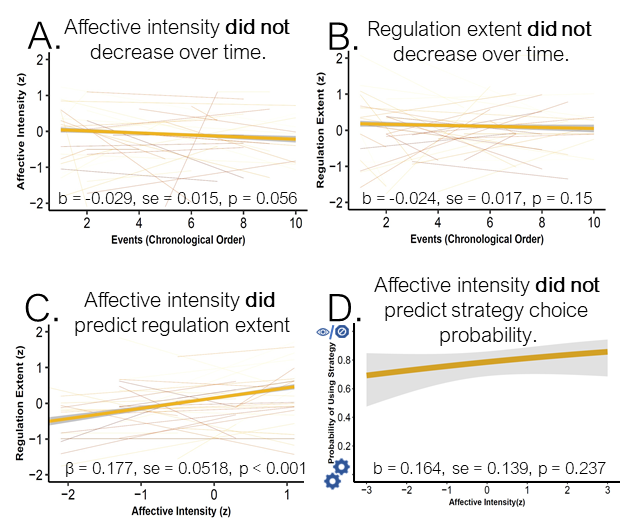 A. Affective intensity did not
decrease over time.
Affective Intensity (z)
2
1
0
−1
−2
b = -0.029, se = 0.015, p = 0.056
2 4 6 8 10
Events (Chronological Order)
B. Regulation extent did not
decrease over time.
Regulation Extent (z)
2
1
0
−1
−2
b = -0.024, se = 0.017, p = 0.15
2 4 6 8 10
Events (Chronological Order)
C. Affective intensity did
predict regulation extent
Regulation Extent (z)
2
1
0
−1
−2
β = 0.177, se = 0.0518, p < 0.001
−2 −1 0 1
Affective Intensity (z)
D. Affective intensity did not
predict strategy choice
probability.
Probability of Using Strategy
0.8
0.6
0.4
0.2
b = 0.164, se = 0.139, p = 0.237
−3 −2 −1 0 1 2 3
Affective Intensity(z)